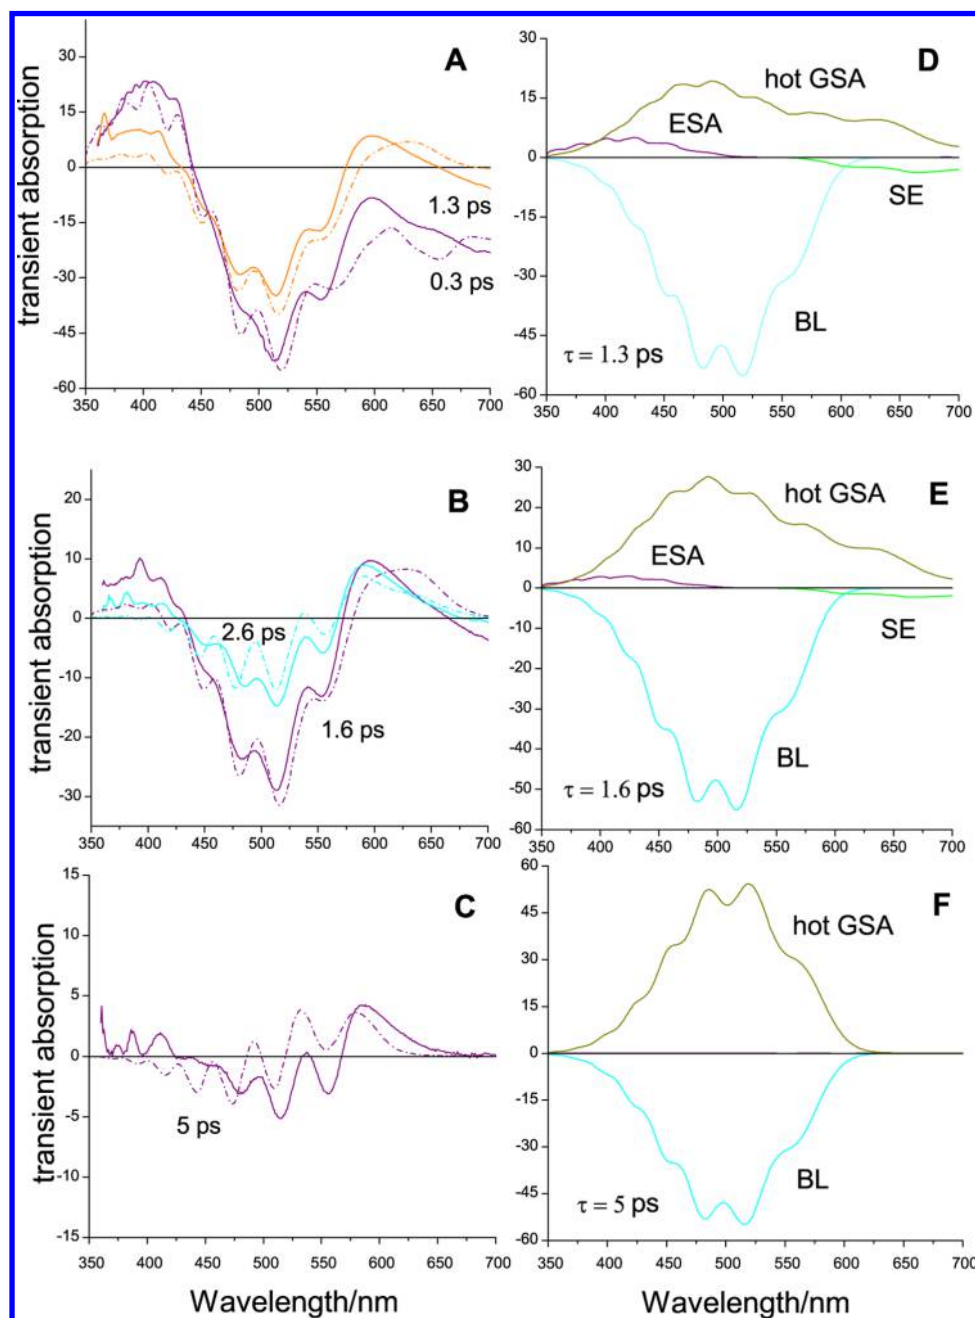 transient absorption
30
15
0
-15
-30
-45
-60
A
1.3 ps
0.3 ps
350 400 450 500 550 600 650 700
30
15
0
-15
-30
-45
-60
D
hot GSA
ESA
SE
BL
τ = 1.3 ps
350 400 450 500 550 600 650 700
transient absorption
20
10
0
-10
-20
-30
B
2.6 ps
1.6 ps
350 400 450 500 550 600 650 700
30
20
10
0
-10
-20
-30
-40
-50
-60
E
hot GSA
ESA
SE
BL
τ = 1.6 ps
350 400 450 500 550 600 650 700
transient absorption
15
10
5
0
-5
-10
-15
C
5 ps
350 400 450 500 550 600 650 700
Wavelength/nm
60
45
30
15
0
-15
-30
-45
-60
F
hot GSA
BL
τ = 5 ps
350 400 450 500 550 600 650 700
Wavelength/nm